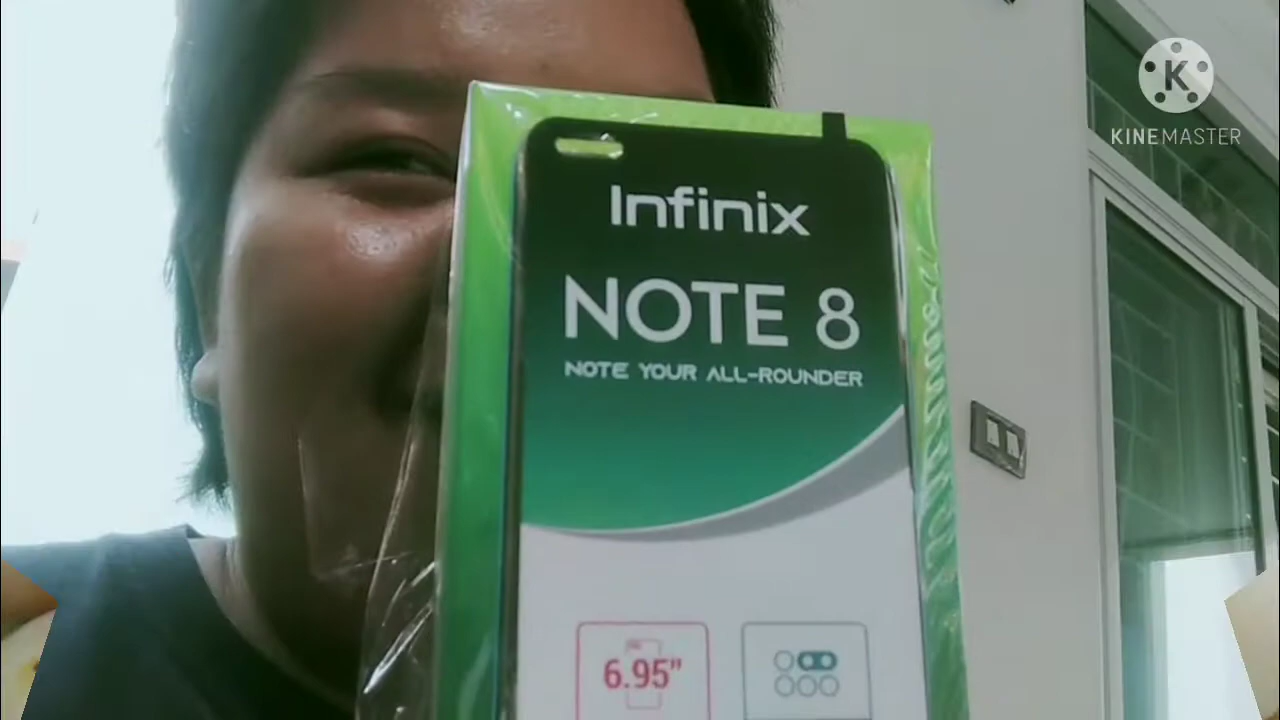 K
KINEMASTER
Infinix
NOTE 8
NOTE YOUR ALL-ROUNDER
6.95"